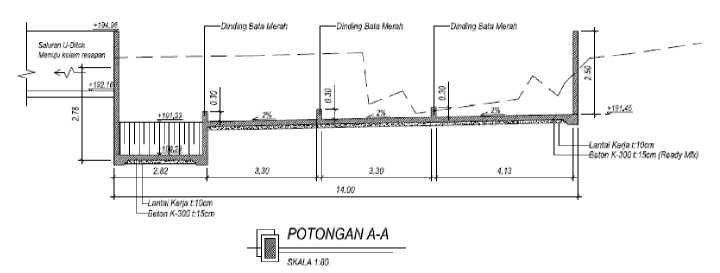 +194,96
Dinding Bata Merah
Dinding Bata Merah
Dinding Bata Merah
Saluran U-Ditch
Menuju kolam resapan
2.50
+192,16
2.78
0.30
0.30
0.30
+191,23
2%
2%
2%
+191,45
Lantai Kerja t:10cm
Beton K-300 t:15cm (Ready Mix)
2.82
3,30
3,30
4.13
14.00
Lantai Kerja t:10cm
Beton K-300 t:15cm
POTONGAN A-A
SKALA 1:80